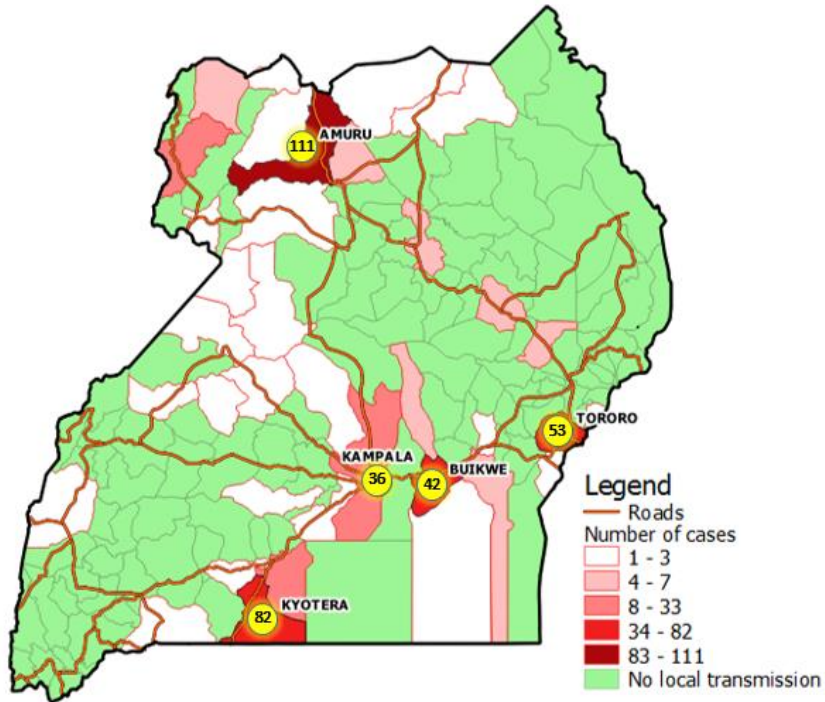 AMURU
111
TORORO
53
KAMPALA
36
BUIKWE
42
KYOTERA
82
Legend
Roads
Number of cases
1 - 3
4 - 7
8 - 33
34 - 82
83 - 111
No local transmission